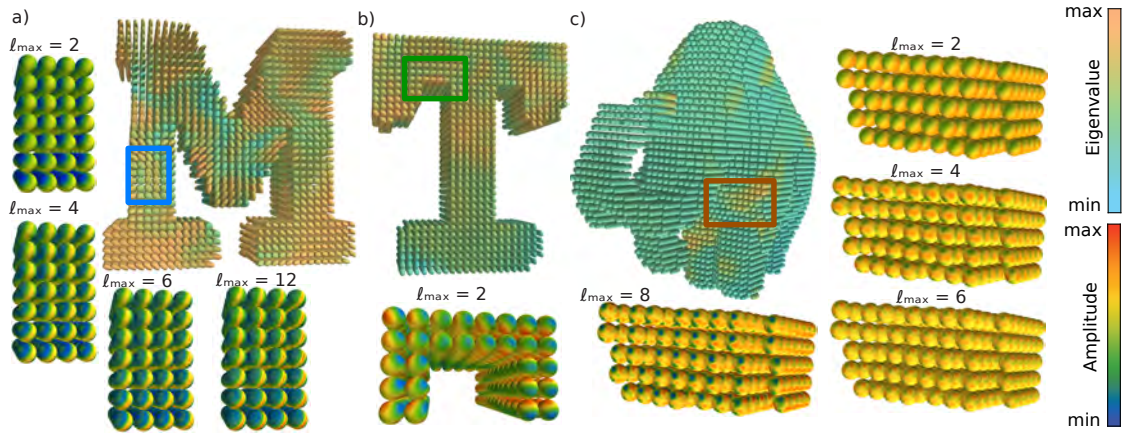 a)
ℓmax = 2
ℓmax = 4
ℓmax = 6
ℓmax = 12
b)
ℓmax = 2
c)
ℓmax = 8
ℓmax = 2
ℓmax = 4
ℓmax = 6
max
Eigenvalue
min
max
Amplitude
min